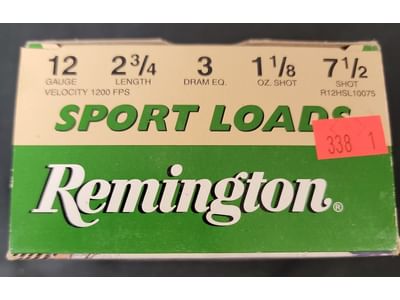 12 2 3/4 3 1 1/8 7 1/2
GAUGE LENGTH DRAM EQ. OZ. SHOT SHOT
VELOCITY 1200 FPS R12HSL10075
SPORT LOADS
338 1
Remington®